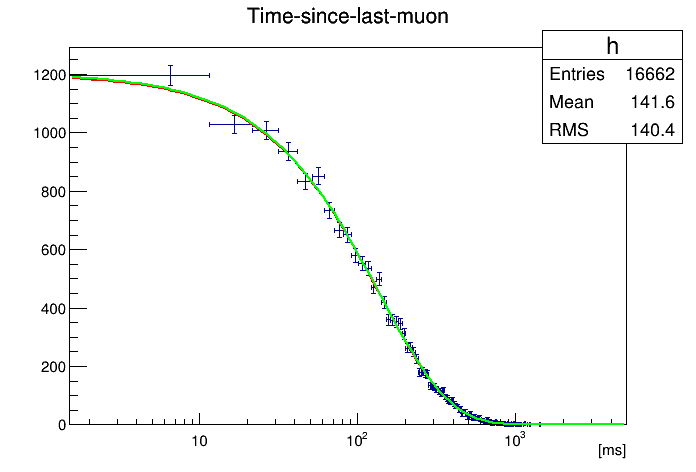 Time-since-last-muon
h
Entries 16662
Mean 141.6
RMS 140.4
1200
1000
800
600
400
200
0
10 10² 10³
[ms]